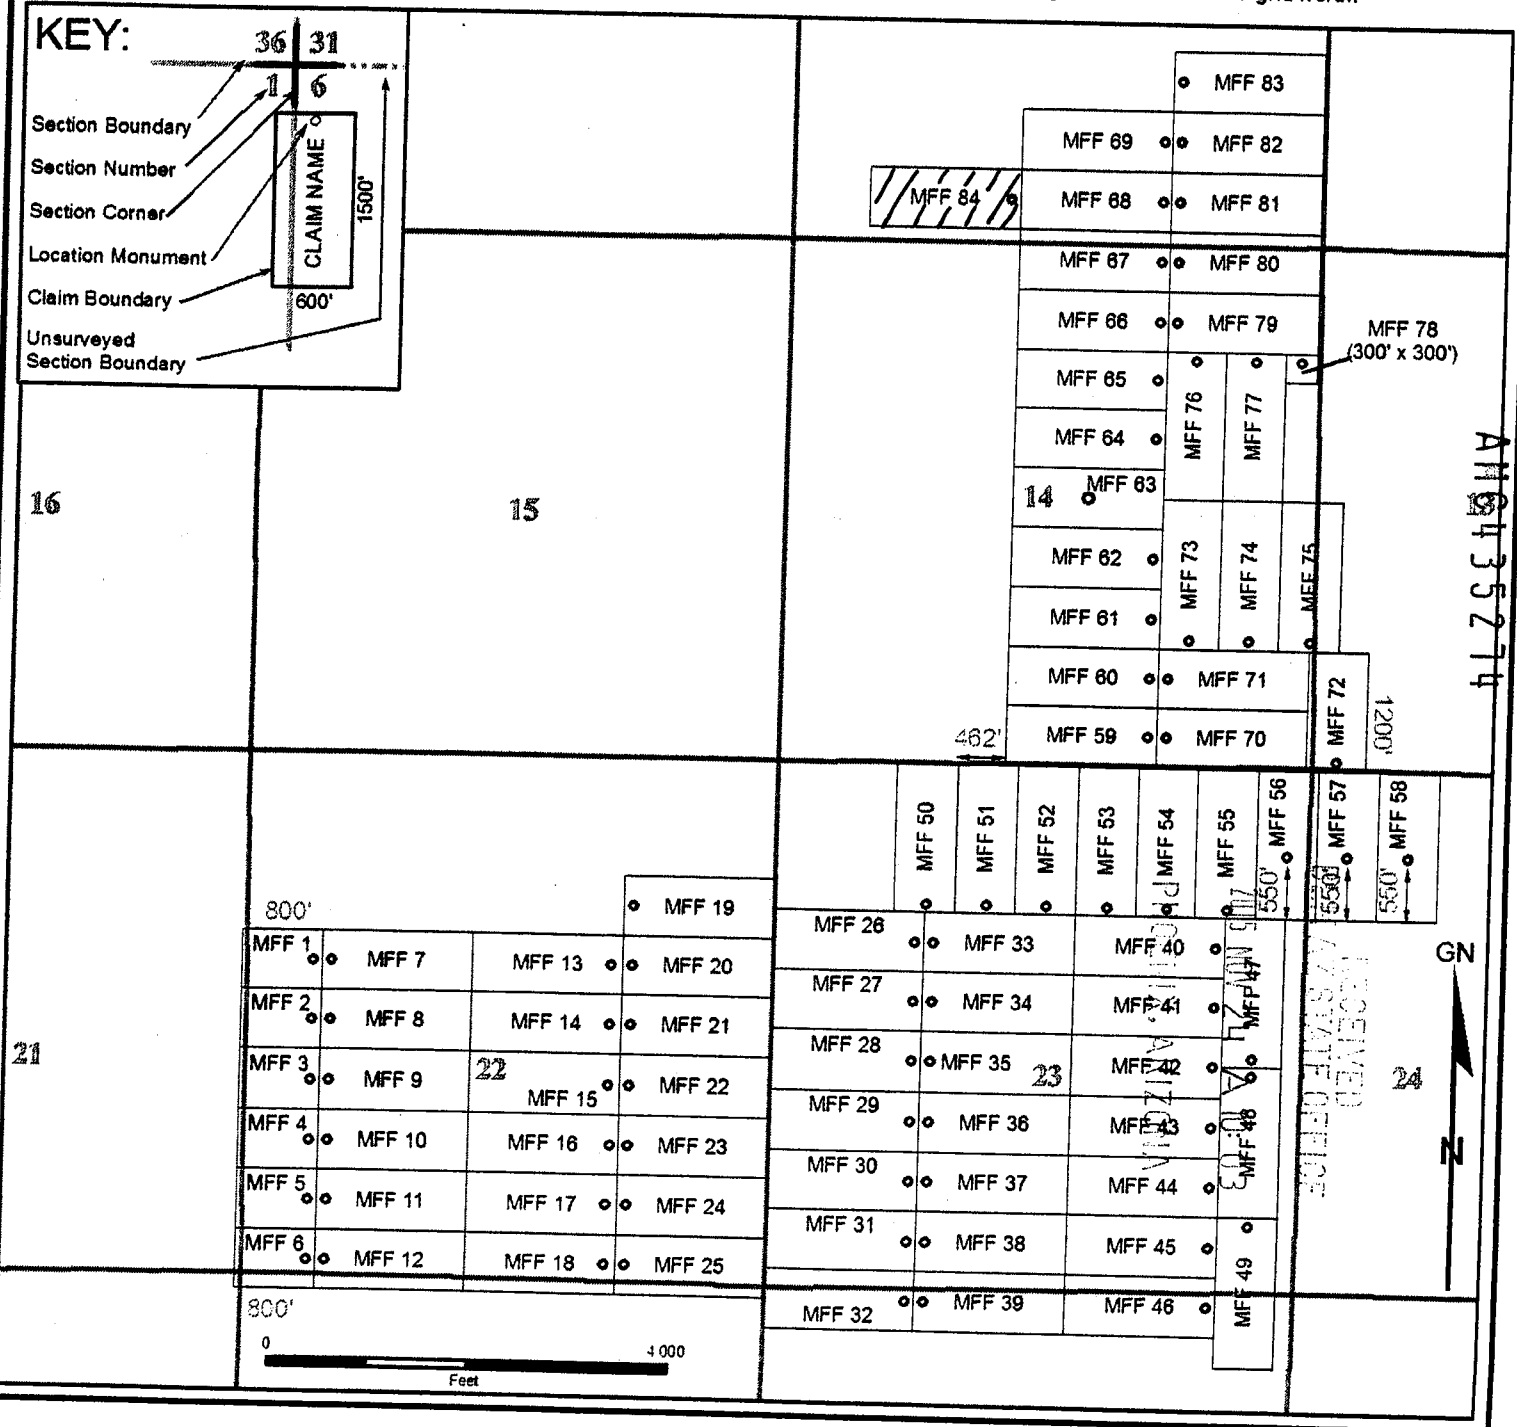 KEY:
36 31
1 6
Section Boundary
Section Number
Section Corner
Location Monument
Claim Boundary
Unsurveyed
Section Boundary
CLAIM NAME
1500'
600'
MFF 83
MFF 69
MFF 82
MFF 84
MFF 68
MFF 81
MFF 67
MFF 80
MFF 66
MFF 79
MFF 78
(300' x 300')
MFF 65
MFF 76
MFF 77
MFF 64
16
15
14
MFF 63
13
AMC435274
MFF 62
MFF 73
MFF 74
MFF 75
MFF 61
MFF 60
MFF 71
MFF 72
1200'
462'
MFF 59
MFF 70
MFF 50
MFF 51
MFF 52
MFF 53
MFF 54
MFF 55
MFF 56
MFF 57
MFF 58
550'
550'
550'
800'
MFF 19
MFF 1
MFF 7
MFF 13
MFF 20
MFF 26
MFF 33
MFF 40
MFF 47
GN
MFF 2
MFF 8
MFF 14
MFF 21
MFF 27
MFF 34
MFF 41
21
MFF 3
MFF 9
22
MFF 15
MFF 22
MFF 28
MFF 35
23
MFF 42
24
MFF 4
MFF 10
MFF 16
MFF 23
MFF 29
MFF 36
MFF 43
MFF 48
N
MFF 5
MFF 11
MFF 17
MFF 24
MFF 30
MFF 37
MFF 44
MFF 6
MFF 12
MFF 18
MFF 25
MFF 31
MFF 38
MFF 45
MFF 49
800'
MFF 32
MFF 39
MFF 46
RECEIVED
STATE OFFICE
NOV 24 A 10:03
PHOENIX, ARIZONA
0
4 000
Feet